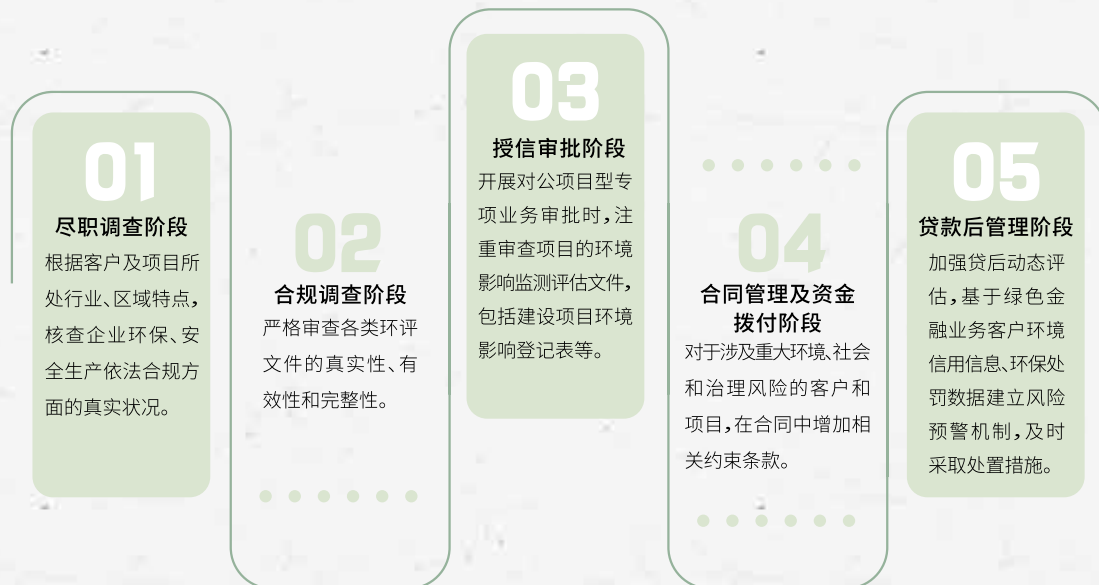 01
尽职调查阶段
根据客户及项目所
处行业、区域特点，
核查企业环保、安
全生产依法合规方
面的真实状况。
02
合规调查阶段
严格审查各类环评
文件的真实性、有
效性和完整性。
03
授信审批阶段
开展对公项目型专
项业务审批时，注
重审查项目的环境
影响监测评估文件，
包括建设项目环境
影响登记表等。
04
合同管理及资金
拨付阶段
对于涉及重大环境、社会
和治理风险的客户和
项目，在合同中增加相
关约束条款。
05
贷款后管理阶段
加强贷后动态评
估，基于绿色金
融业务客户环境
信用信息、环保处
罚数据建立风险
预警机制，及时
采取处置措施。